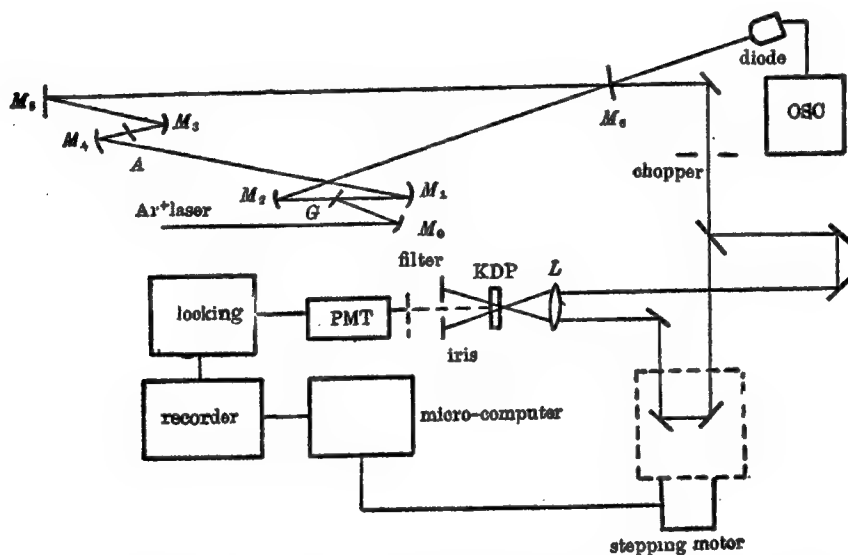 diode
OSO
M₅
M₃
M₆
M₄
A
chopper
M₂
M₁
G
Ar⁺laser
M₀
filter
KDP
L
looking
PMT
iris
recorder
micro-computer
stepping motor